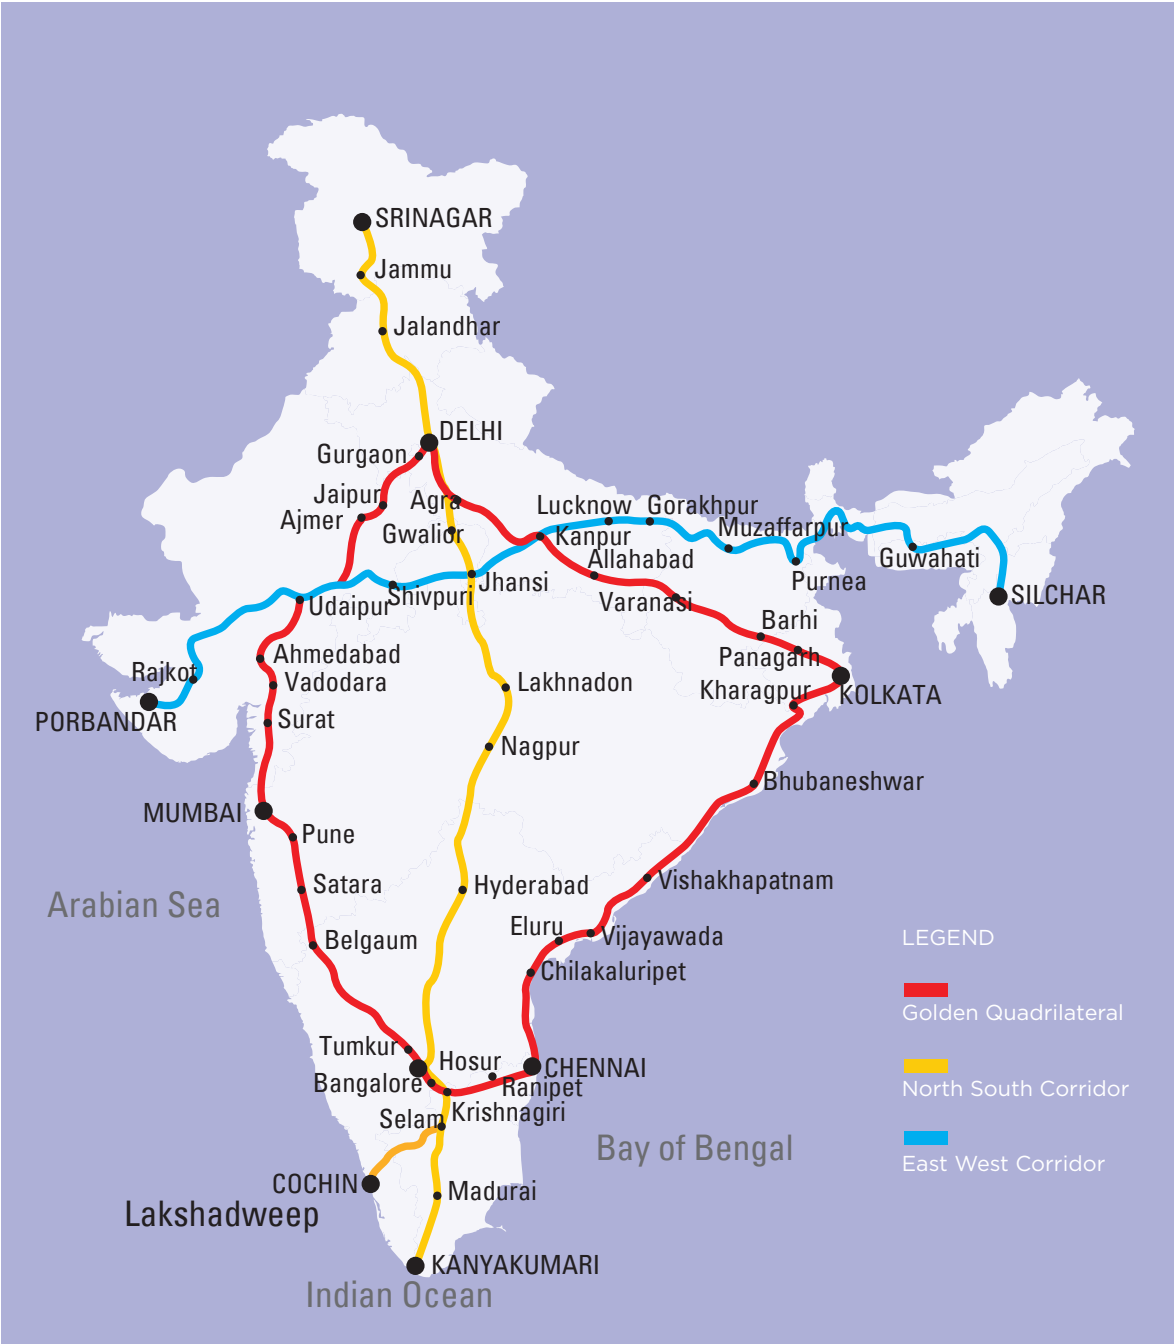 SRINAGAR
Jammu
Jalandhar
DELHI
Gurgaon
Jaipur
Agra
Ajmer
Gwalior
Lucknow
Gorakhpur
Kanpur
Muzaffarpur
Allahabad
Guwahati
Jhansi
Purnea
Shivpuri
Udaipur
Varanasi
SILCHAR
Barhi
Ahmedabad
Panagarh
Rajkot
Vadodara
Lakhnadon
Kharagpur
KOLKATA
PORBANDAR
Surat
Nagpur
Bhubaneshwar
MUMBAI
Pune
Satara
Hyderabad
Vishakhapatnam
Arabian Sea
Eluru
Vijayawada
Belgaum
Chilakaluripet
LEGEND
Golden Quadrilateral
Tumkur
Hosur
CHENNAI
Bangalore
Ranipet
North South Corridor
Krishnagiri
Selam
Bay of Bengal
East West Corridor
COCHIN
Madurai
Lakshadweep
KANYAKUMARI
Indian Ocean